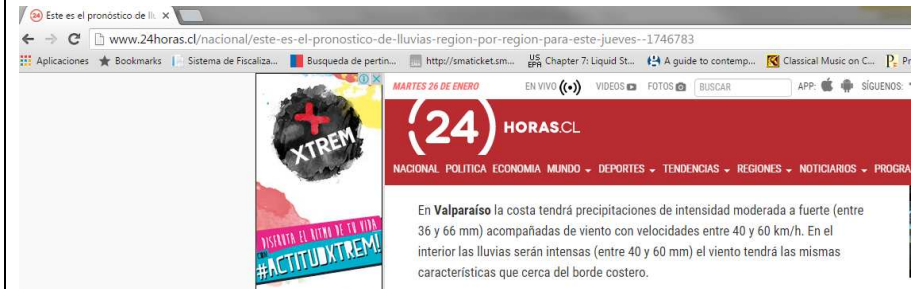 Este es el pronóstico de llu
www.24horas.cl/nacional/este-es-el-pronostico-de-lluvias-region-por-region-para-este-jueves--1746783
Aplicaciones Bookmarks Sistema de Fiscaliza... Busqueda de pertin... http://smaticket.sm... US EPA Chapter 7: Liquid St... A guide to contemp... Classical Music on C... Pr
MARTES 26 DE ENERO EN VIVO VIDEOS FOTOS BUSCAR APP: SÍGUENOS:
XTREM
24 HORAS.CL
NACIONAL POLITICA ECONOMIA MUNDO DEPORTES TENDENCIAS REGIONES NOTICIARIOS PROGRA
DISFRUTA EL RITMO DE TU VIDA
CON
#ACTITUDXTREM!
En Valparaíso la costa tendrá precipitaciones de intensidad moderada a fuerte (entre
36 y 66 mm) acompañadas de viento con velocidades entre 40 y 60 km/h. En el
interior las lluvias serán intensas (entre 40 y 60 mm) el viento tendrá las mismas
características que cerca del borde costero.